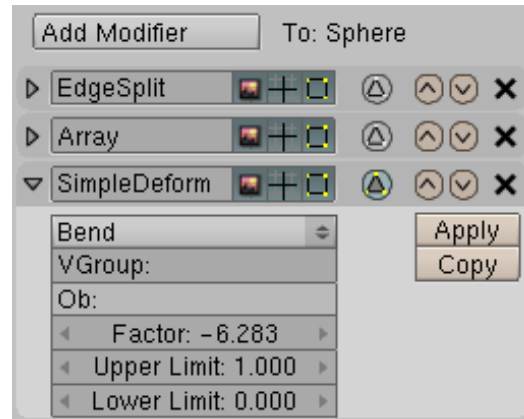 Add Modifier To: Sphere
EdgeSplit
Array
SimpleDeform
Bend Apply
VGroup: Copy
Ob:
Factor: -6.283
Upper Limit: 1.000
Lower Limit: 0.000